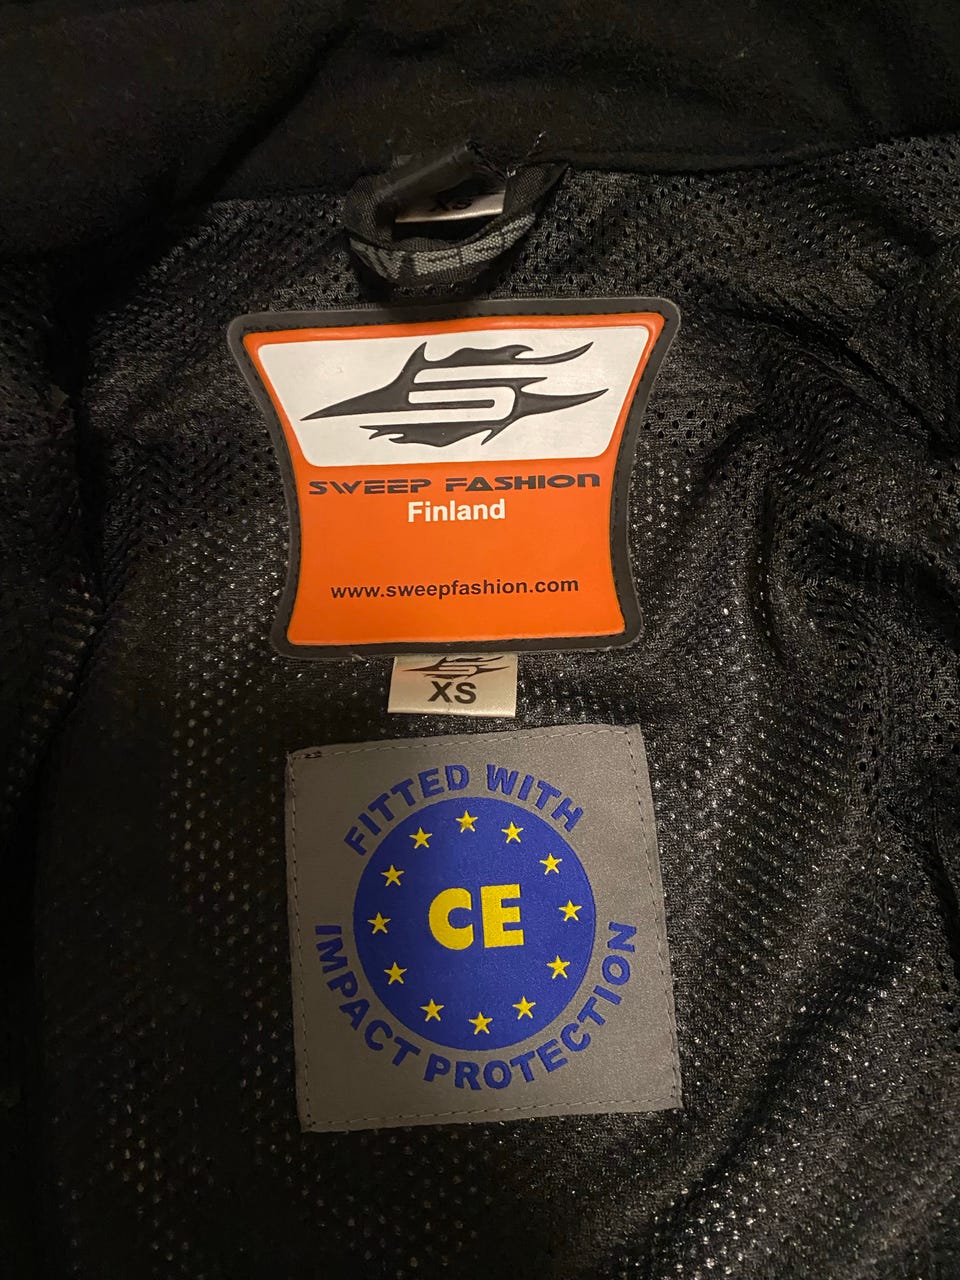 XS
SWEEP FASHION
Finland
www.sweepfashion.com
XS
FITTED WITH
CE
IMPACT PROTECTION